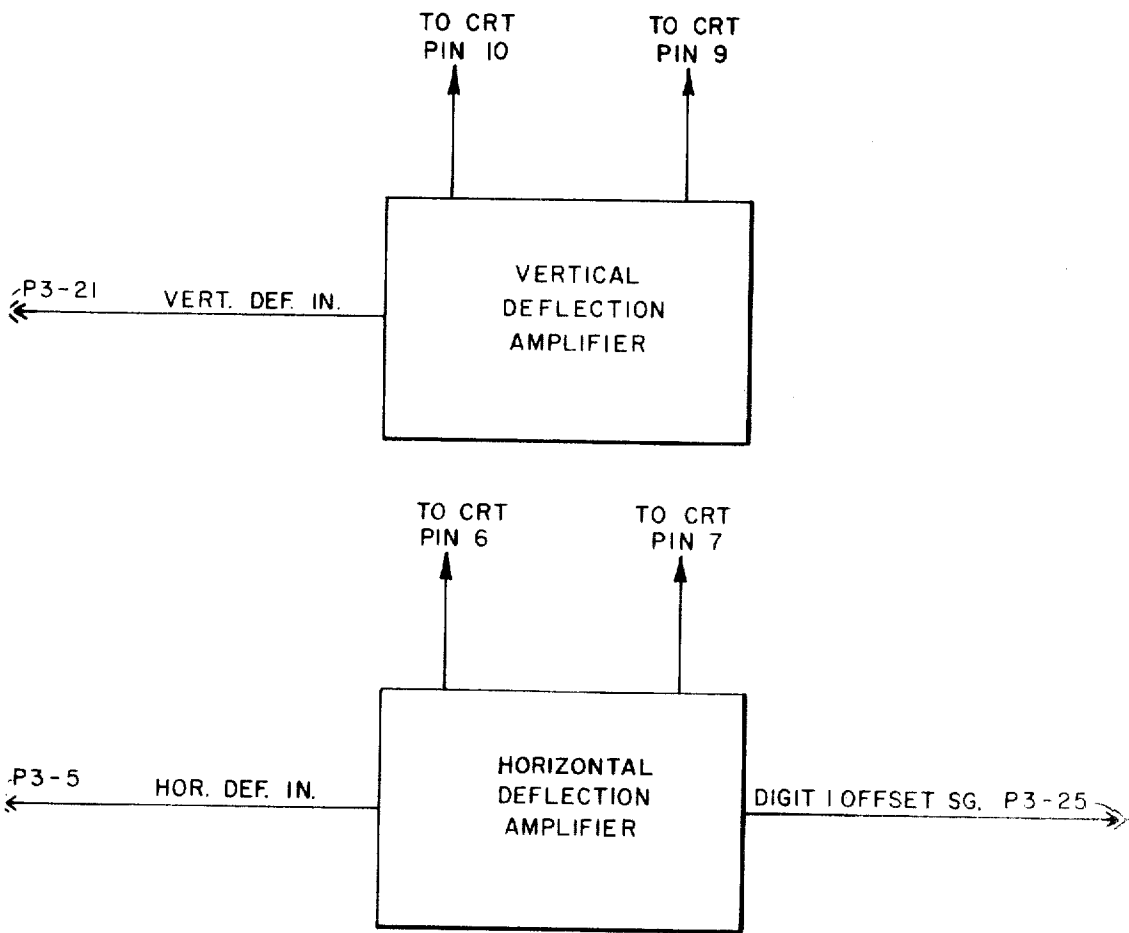 TO CRT
PIN 10
TO CRT
PIN 9
P3-21
VERT. DEF. IN.
VERTICAL
DEFLECTION
AMPLIFIER
TO CRT
PIN 6
TO CRT
PIN 7
P3-5
HOR. DEF. IN.
HORIZONTAL
DEFLECTION
AMPLIFIER
DIGIT 1 OFFSET SG. P3-25